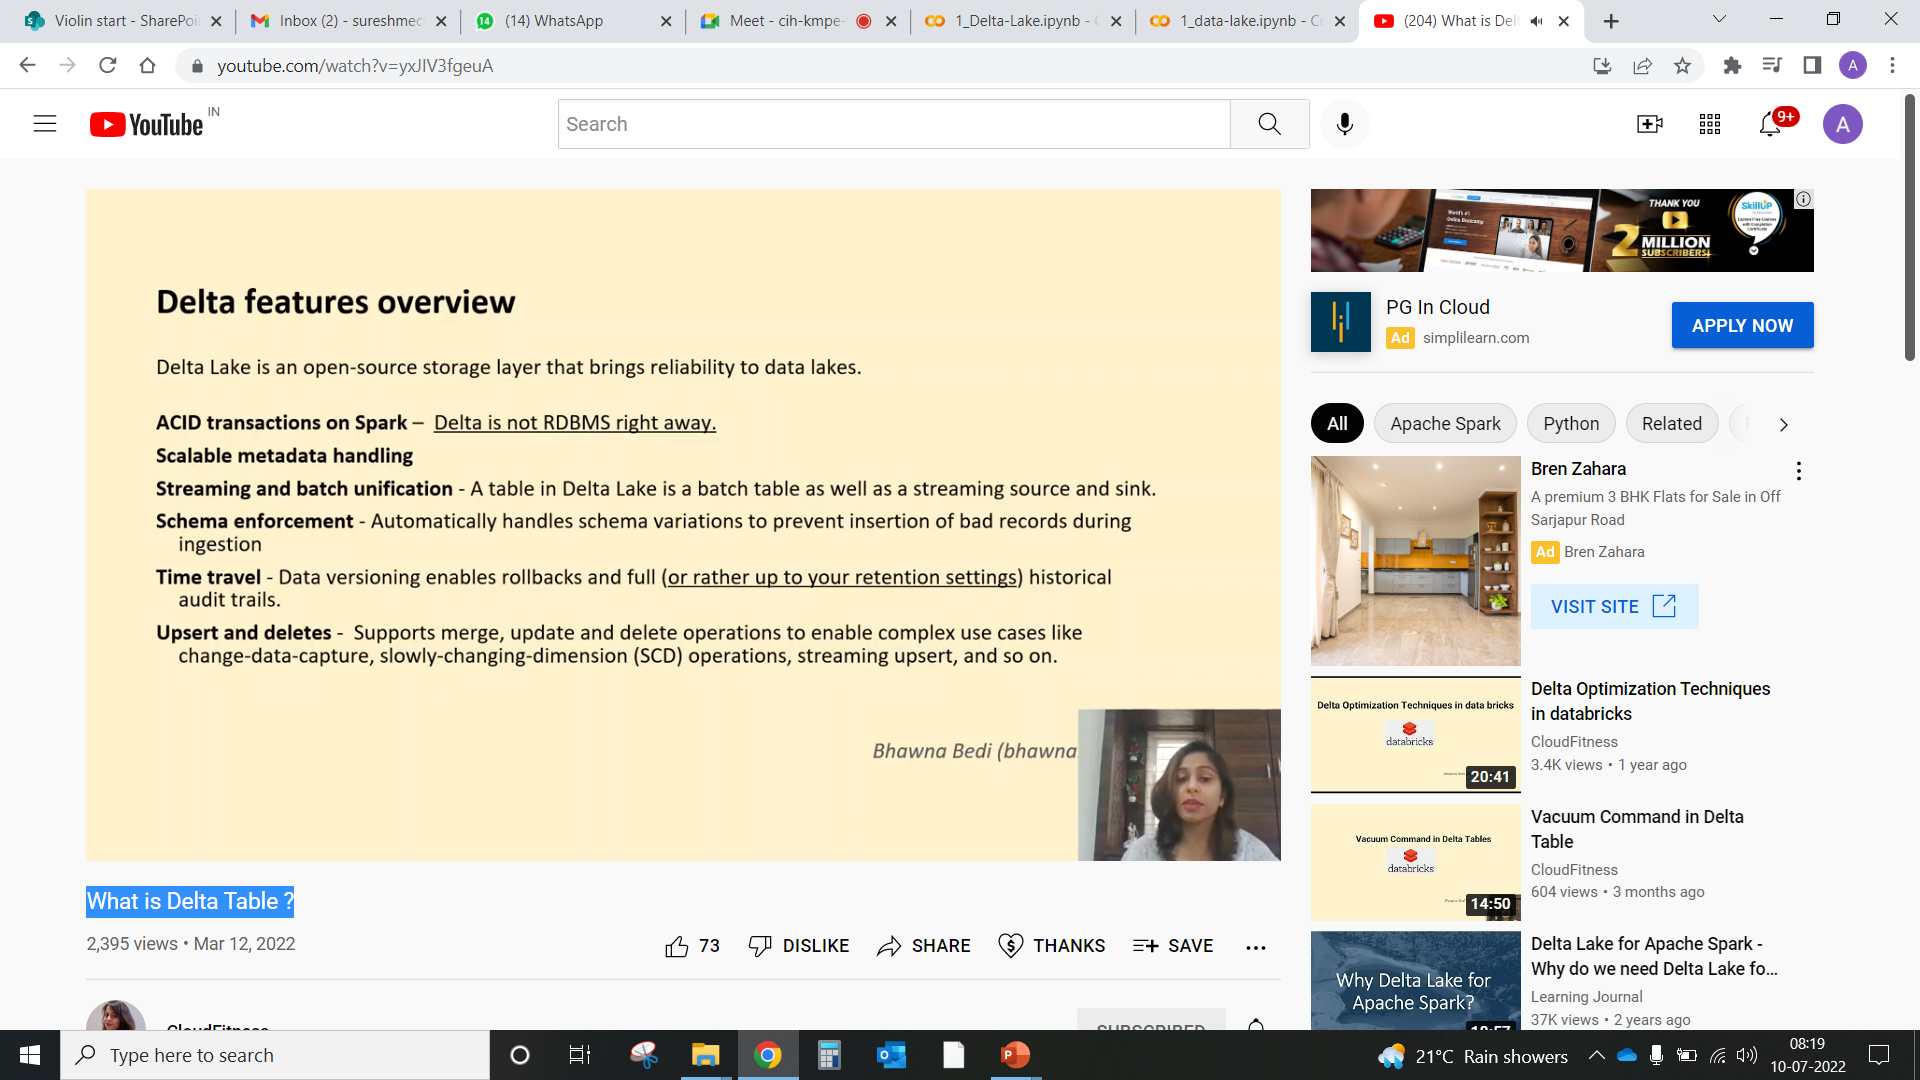 Violin start - SharePoi
Inbox (2) - sureshmec
(14) WhatsApp
Meet - cih-kmpe-
1_Delta-Lake.ipynb - C
1_data-lake.ipynb - Co
(204) What is Delt
youtube.com/watch?v=yxJIV3fgeuA
A
YouTube IN
Search
9+
A
Delta features overview
Delta Lake is an open-source storage layer that brings reliability to data lakes.
ACID transactions on Spark – Delta is not RDBMS right away.
Scalable metadata handling
Streaming and batch unification - A table in Delta Lake is a batch table as well as a streaming source and sink.
Schema enforcement - Automatically handles schema variations to prevent insertion of bad records during
ingestion
Time travel - Data versioning enables rollbacks and full (or rather up to your retention settings) historical
audit trails.
Upsert and deletes - Supports merge, update and delete operations to enable complex use cases like
change-data-capture, slowly-changing-dimension (SCD) operations, streaming upsert, and so on.
Bhawna Bedi (bhawna
What is Delta Table ?
2,395 views • Mar 12, 2022
73
DISLIKE
SHARE
THANKS
SAVE
CloudFitness
SUBSCRIBED
THANK YOU
2 MILLION
SUBSCRIBERS!
SkillUP
PG In Cloud
Ad simplilearn.com
APPLY NOW
All
Apache Spark
Python
Related
Bren Zahara
A premium 3 BHK Flats for Sale in Off
Sarjapur Road
Ad Bren Zahara
VISIT SITE
Delta Optimization Techniques in data bricks
databricks
20:41
Delta Optimization Techniques
in databricks
CloudFitness
3.4K views • 1 year ago
Vacuum Command in Delta Tables
databricks
14:50
Vacuum Command in Delta
Table
CloudFitness
604 views • 3 months ago
Why Delta Lake for
Apache Spark?
Delta Lake for Apache Spark -
Why do we need Delta Lake fo...
Learning Journal
37K views • 2 years ago
Type here to search
21°C Rain showers
08:19
10-07-2022